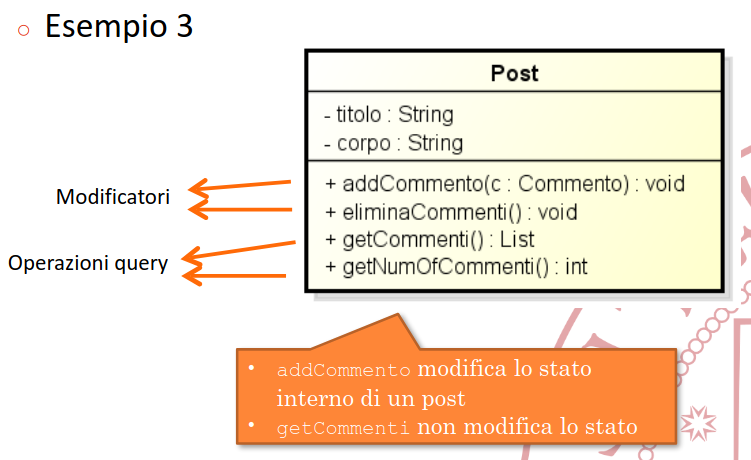 Esempio 3
Post
- titolo : String
- corpo : String
Modificatori
+ addCommento(c : Commento) : void
+ eliminaCommenti() : void
Operazioni query
+ getCommenti() : List
+ getNumOfCommenti() : int
• addCommento modifica lo stato
interno di un post
• getCommenti non modifica lo stato